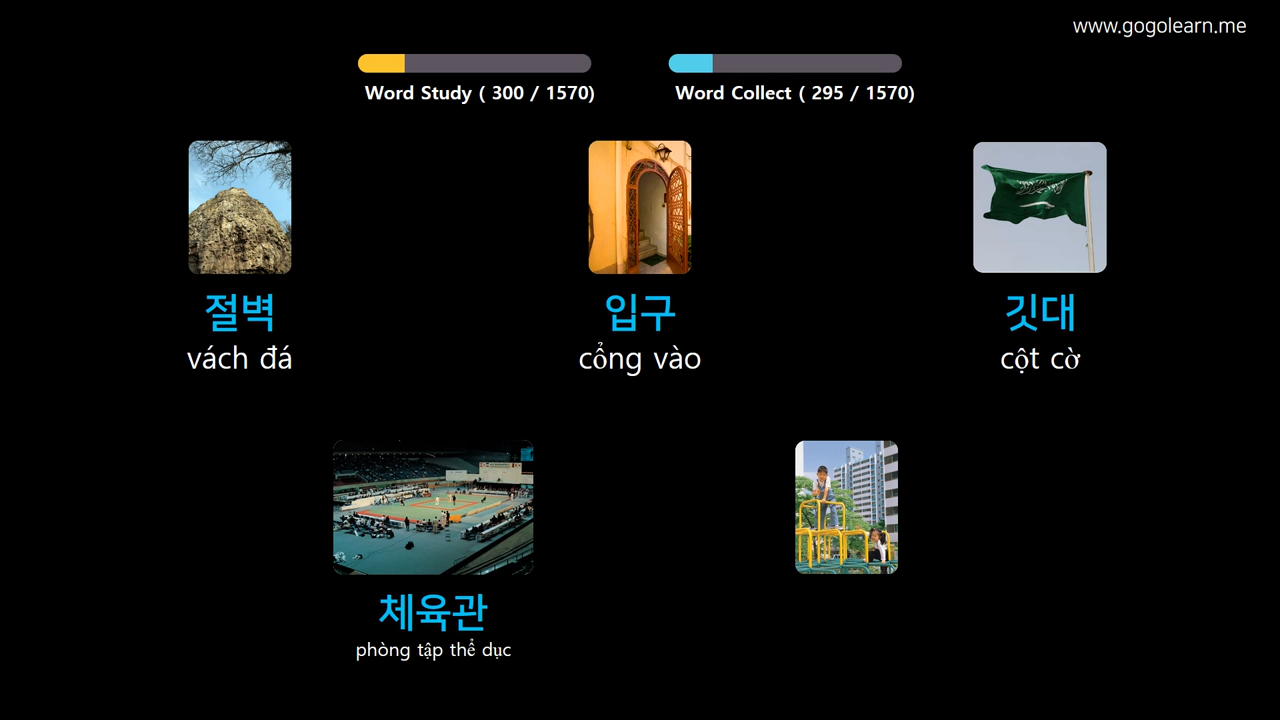 www.gogolearn.me
Word Study ( 300 / 1570)
Word Collect ( 295 / 1570)
절벽
vách đá
입구
cổng vào
깃대
cột cờ
체육관
phòng tập thể dục